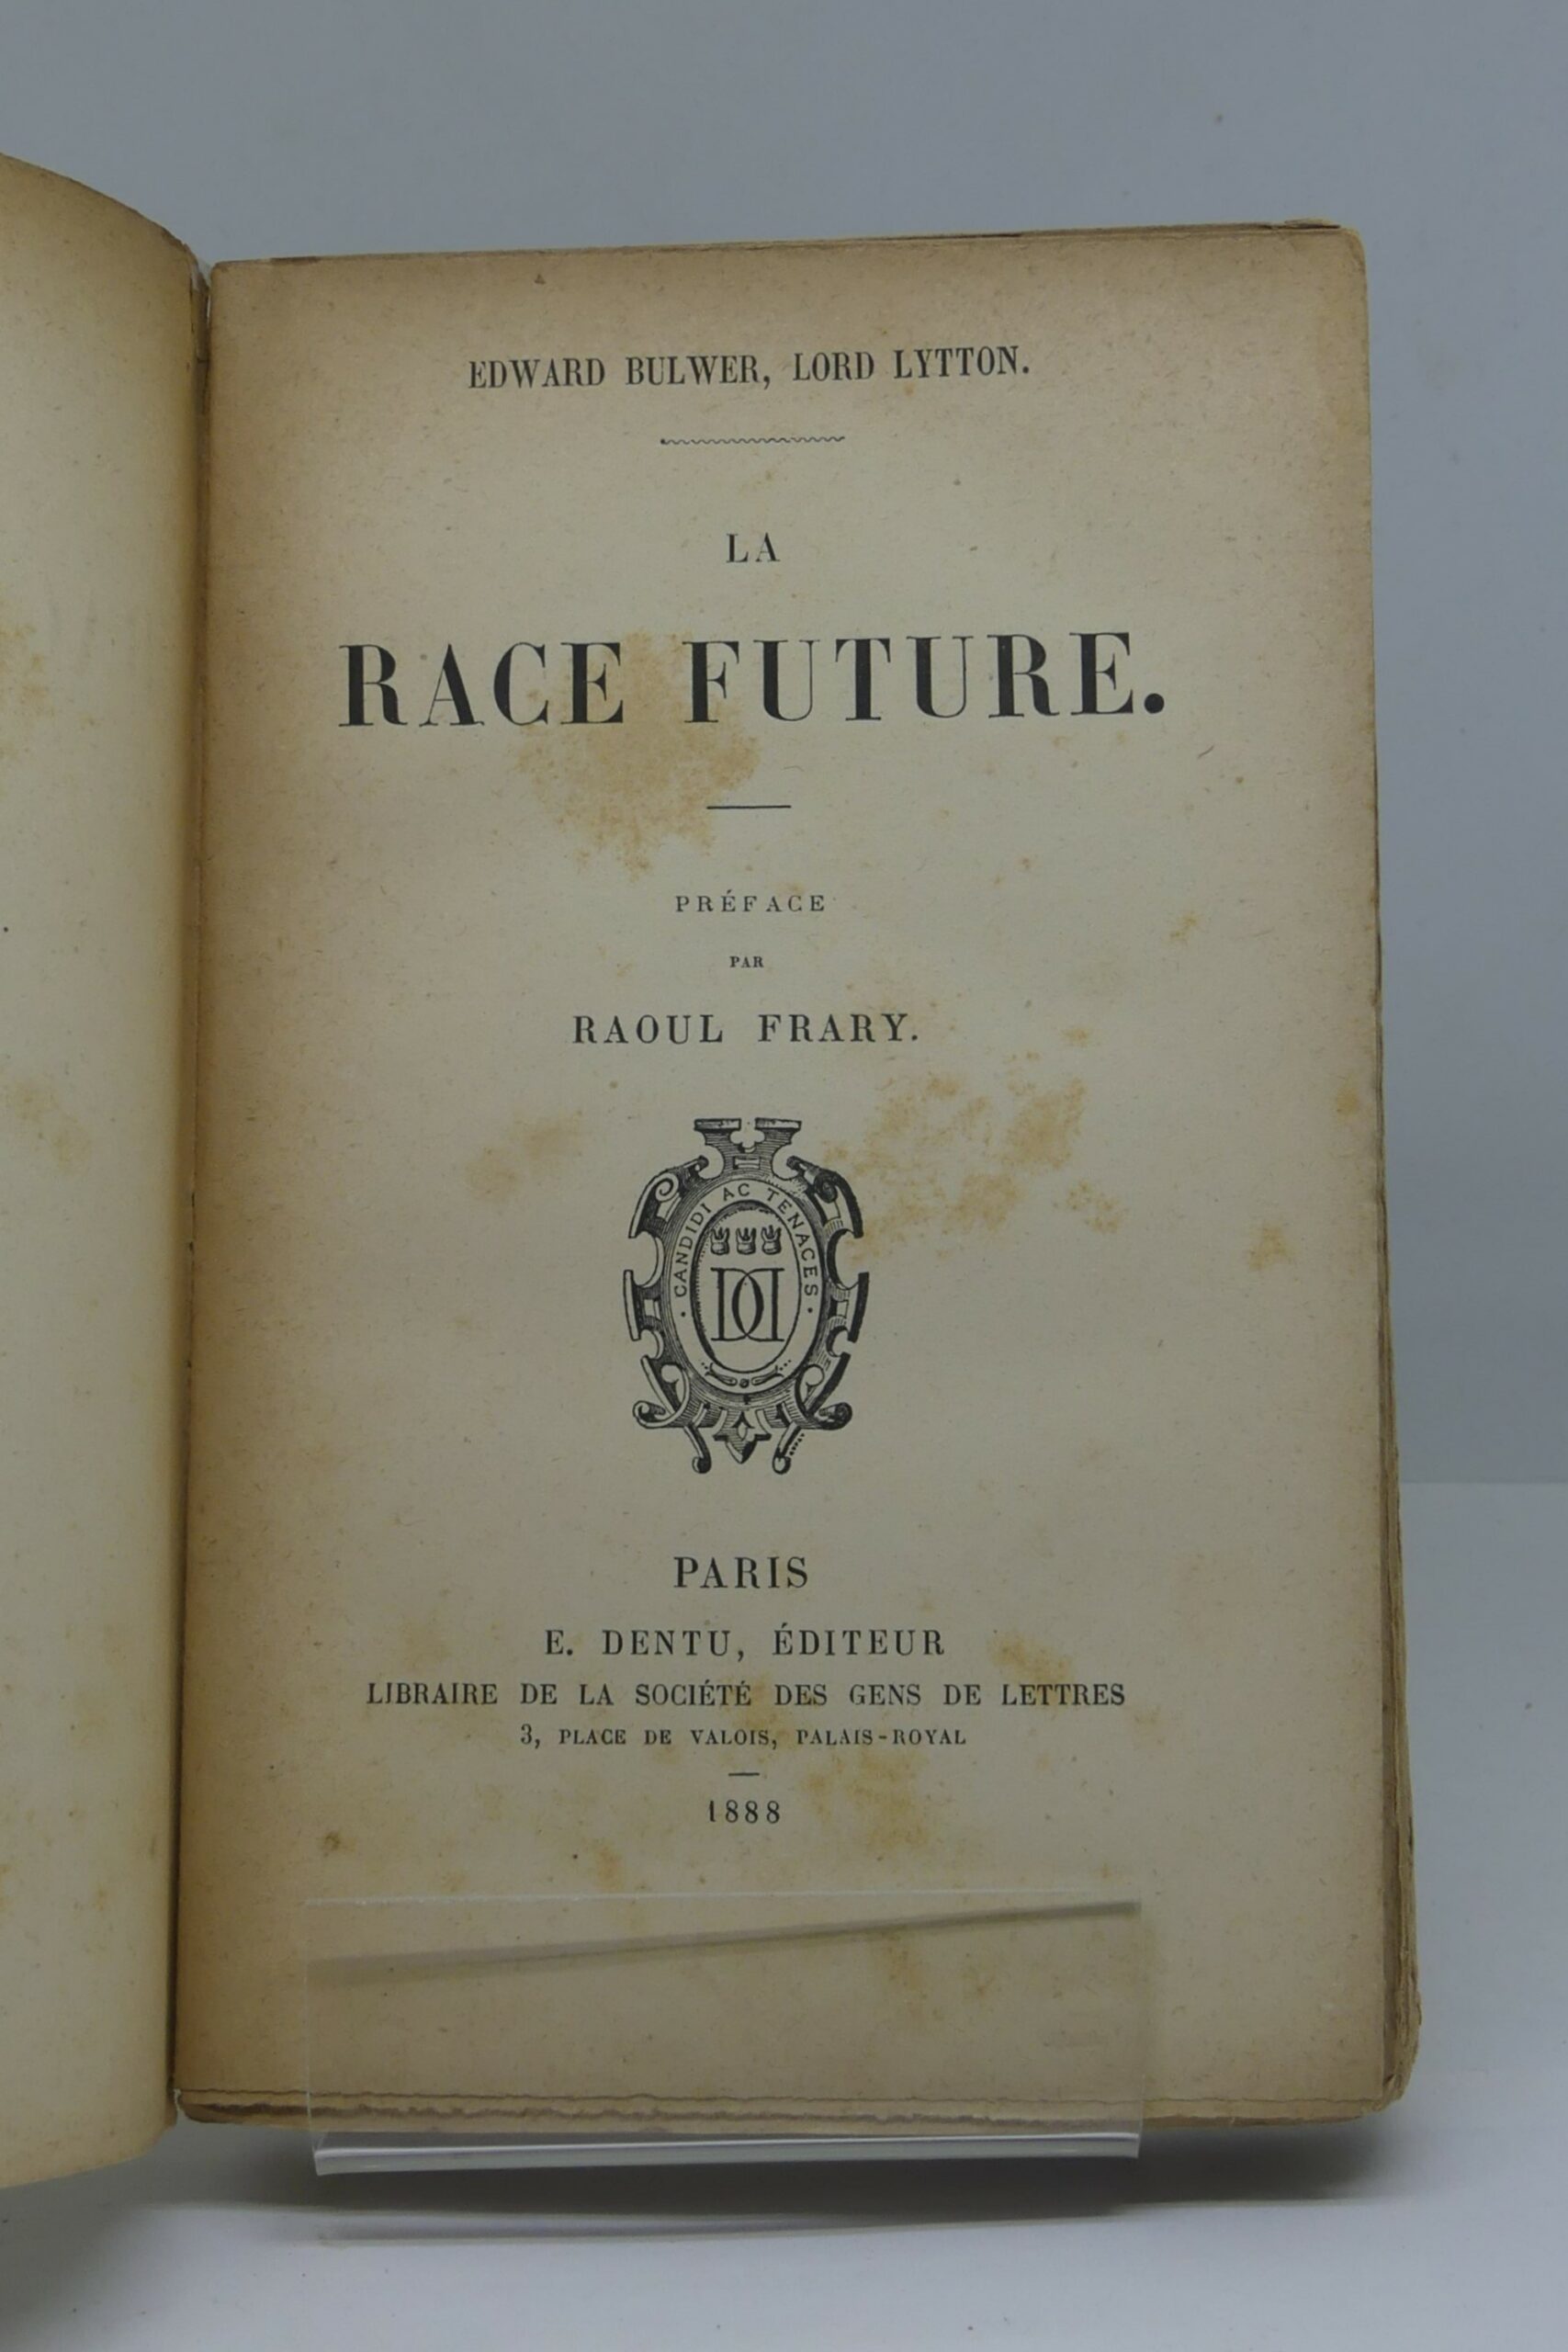 EDWARD BULWER, LORD LYTTON.
LA
RACE FUTURE.
PRÉFACE
PAR
RAOUL FRARY.
· CANDIDI AC TENACES ·
D D
PARIS
E. DENTU, ÉDITEUR
LIBRAIRE DE LA SOCIÉTÉ DES GENS DE LETTRES
3, PLACE DE VALOIS, PALAIS-ROYAL
1888